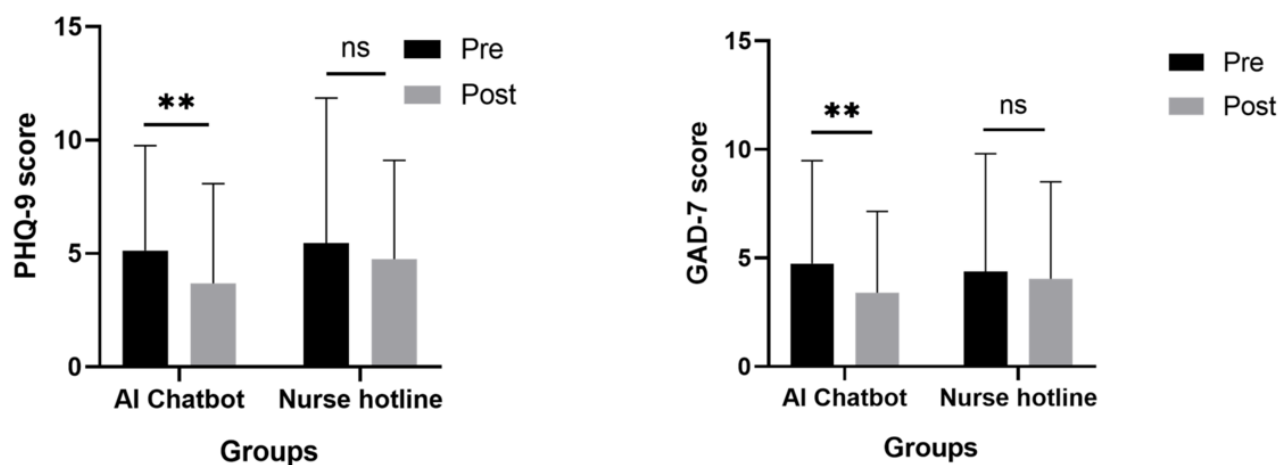 15
10
5
0
PHQ-9 score
**
ns
Pre
Post
AI Chatbot
Nurse hotline
Groups
15
10
5
0
GAD-7 score
**
ns
Pre
Post
AI Chatbot
Nurse hotline
Groups